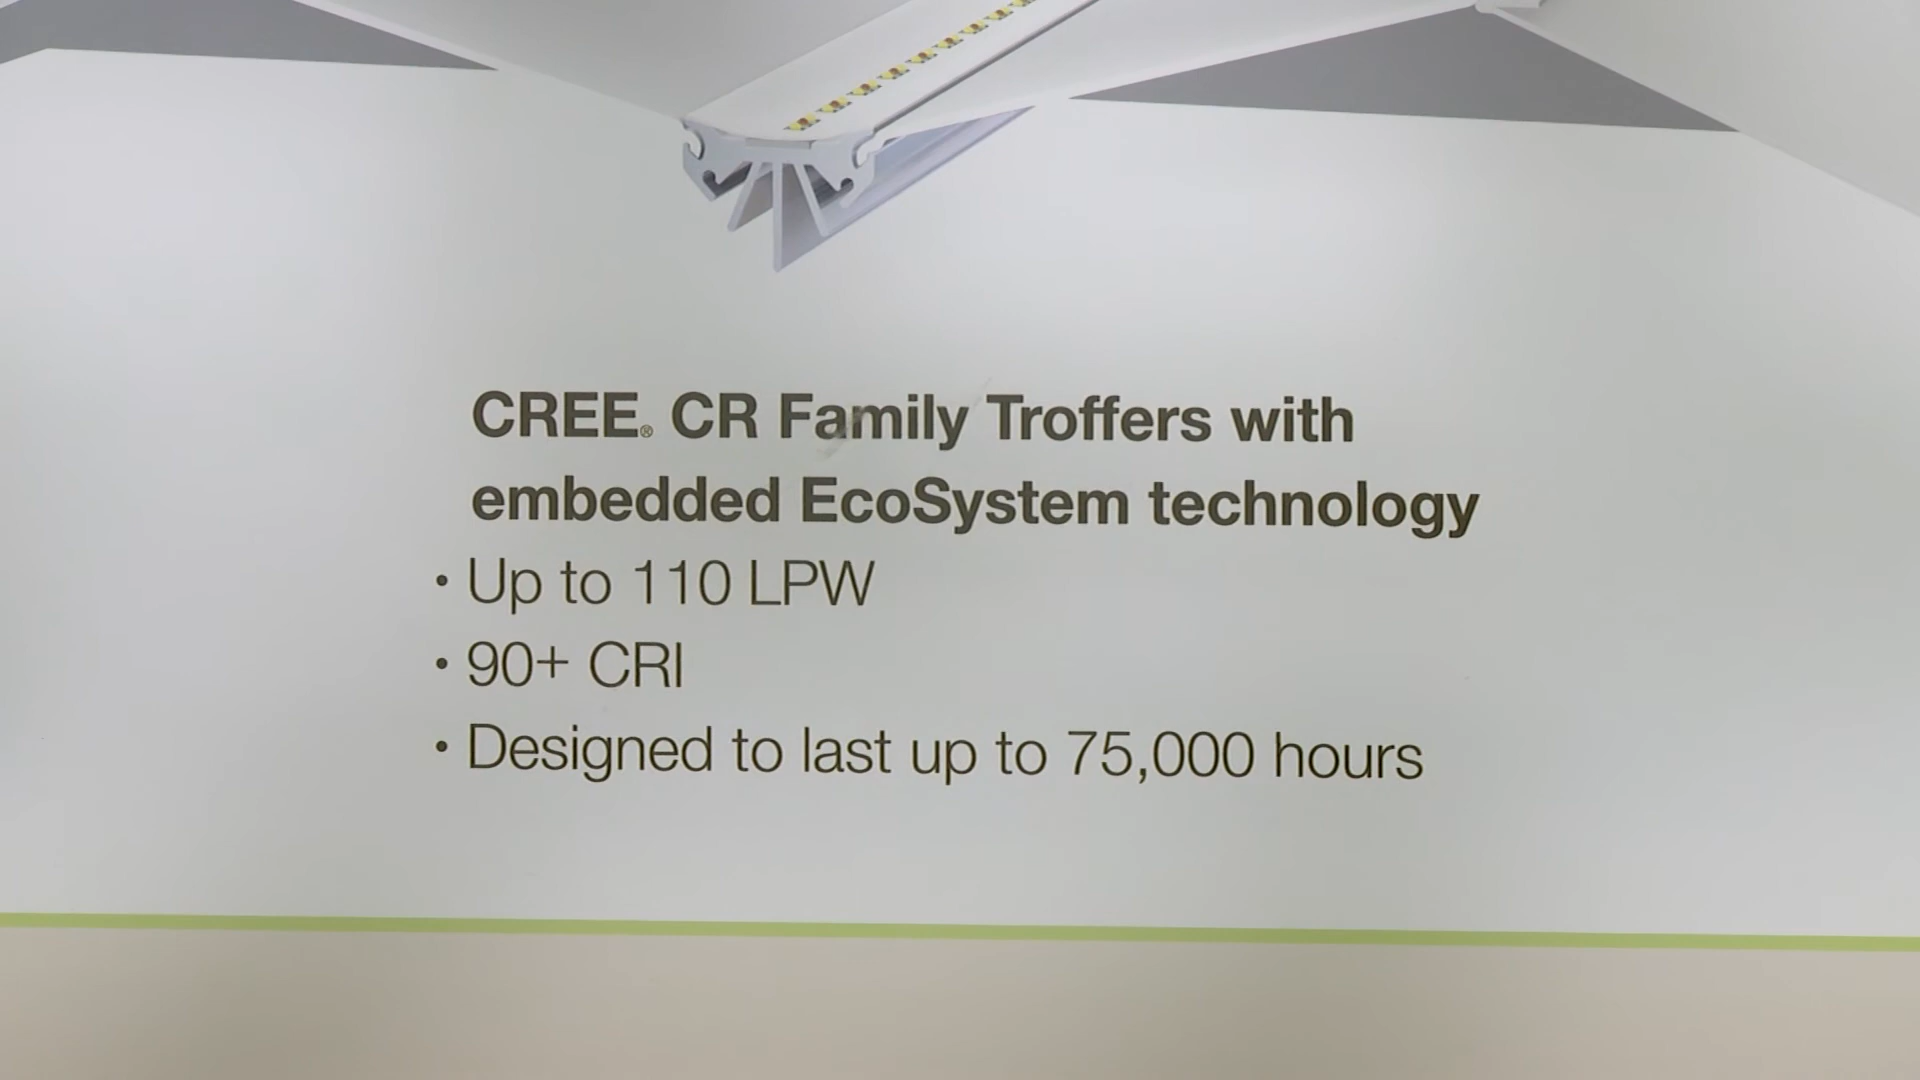 CREE® CR Family Troffers with
embedded EcoSystem technology
• Up to 110 LPW
• 90+ CRI
• Designed to last up to 75,000 hours